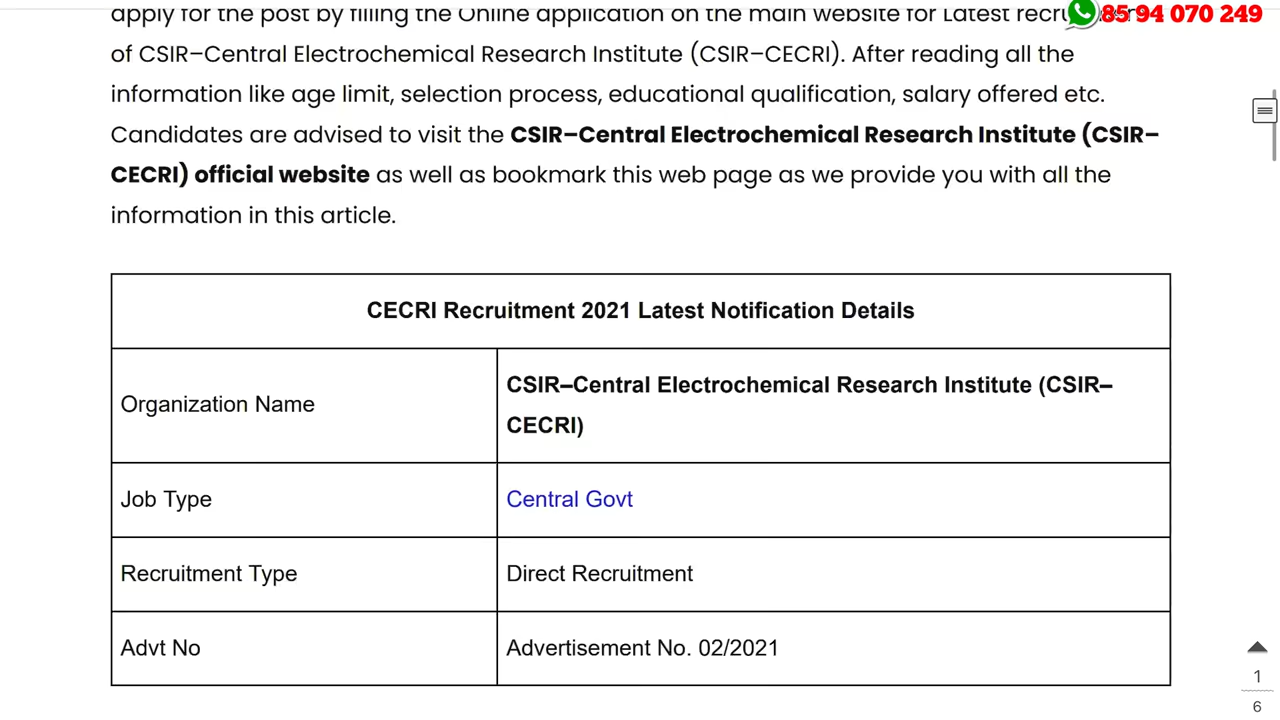 apply for the post by filling the Online application on the main website for Latest
85 94 070 249
of CSIR–Central Electrochemical Research Institute (CSIR–CECRI). After reading all the
information like age limit, selection process, educational qualification, salary offered etc.
Candidates are advised to visit the CSIR–Central Electrochemical Research Institute (CSIR–
CECRI) official website as well as bookmark this web page as we provide you with all the
information in this article.
CECRI Recruitment 2021 Latest Notification Details
Organization Name
CSIR–Central Electrochemical Research Institute (CSIR–
CECRI)
Job Type
Central Govt
Recruitment Type
Direct Recruitment
Advt No
Advertisement No. 02/2021
1
6